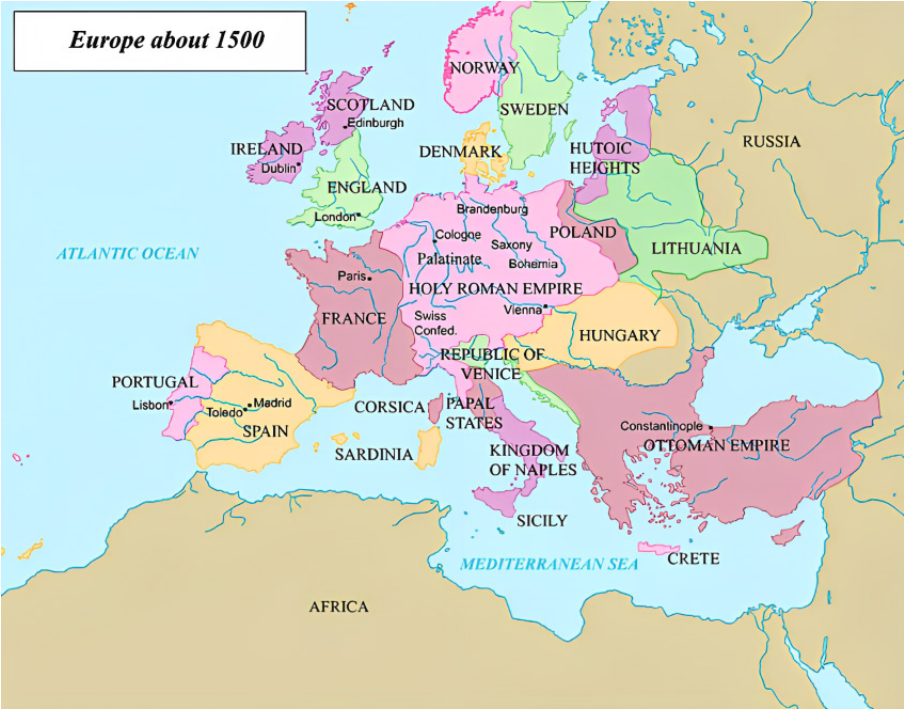 Europe about 1500
NORWAY
SWEDEN
SCOTLAND
Edinburgh
IRELAND
Dublin
DENMARK
HUTOIC
HEIGHTS
RUSSIA
ENGLAND
London
Brandenburg
POLAND
LITHUANIA
ATLANTIC OCEAN
Cologne
Saxony
Palatinate
Bohemia
Paris
HOLY ROMAN EMPIRE
Vienna
FRANCE
Swiss
Confed.
HUNGARY
REPUBLIC OF
VENICE
PORTUGAL
Lisbon
Madrid
Toledo
SPAIN
CORSICA
PAPAL
STATES
Constantinople
OTTOMAN EMPIRE
SARDINIA
KINGDOM
OF NAPLES
SICILY
MEDITERRANEAN SEA
CRETE
AFRICA